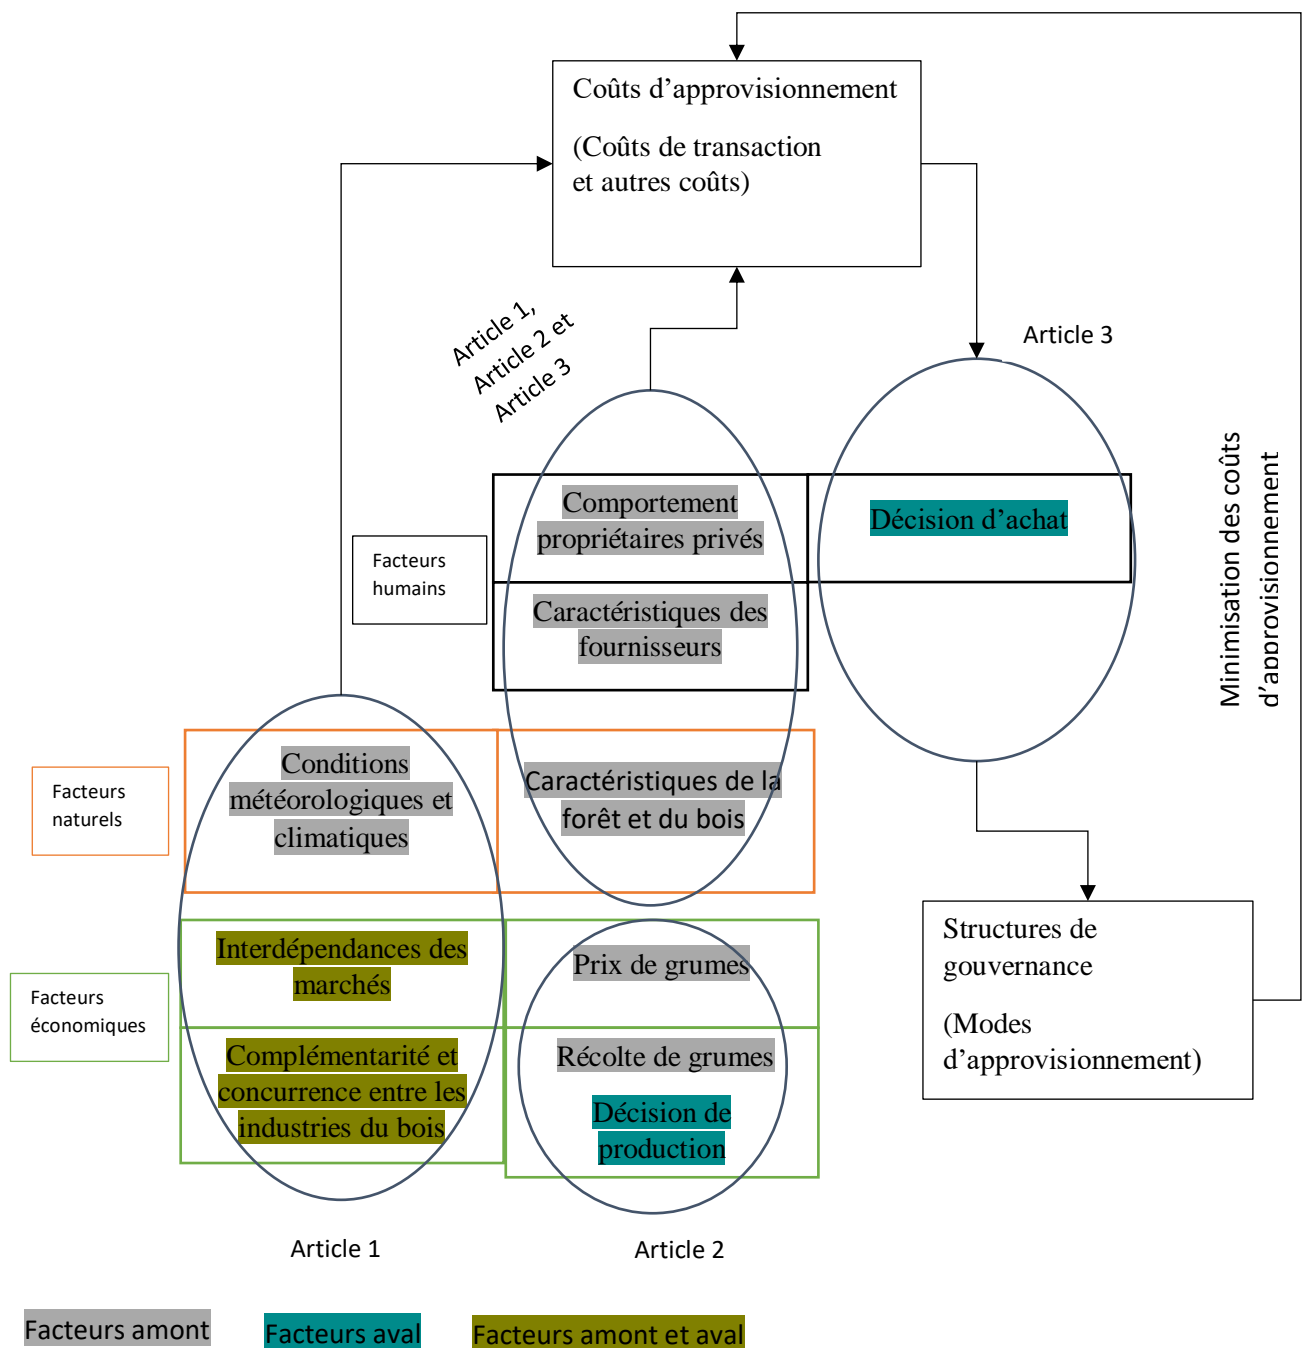 Coûts d’approvisionnement
(Coûts de transaction
et autres coûts)
Article 1,
Article 2 et
Article 3
Article 3
Minimisation des coûts
d’approvisionnement
Facteurs
humains
Comportement
propriétaires privés
Décision d’achat
Caractéristiques des
fournisseurs
Facteurs
naturels
Conditions
météorologiques et
climatiques
Caractéristiques de la
forêt et du bois
Facteurs
économiques
Interdépendances des
marchés
Prix de grumes
Complémentarité et
concurrence entre les
industries du bois
Récolte de grumes
Décision de
production
Structures de
gouvernance
(Modes
d’approvisionnement)
Article 1
Article 2
Facteurs amont
Facteurs aval
Facteurs amont et aval